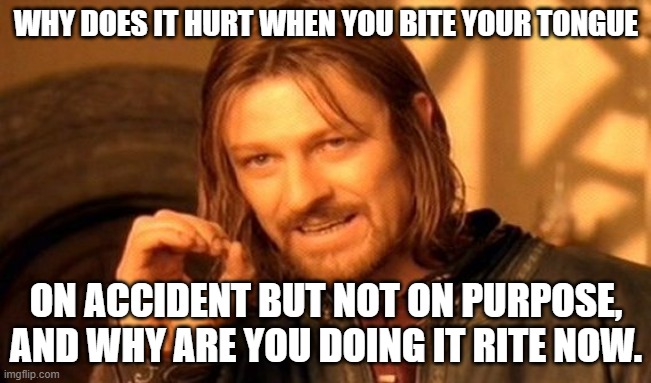 WHY DOES IT HURT WHEN YOU BITE YOUR TONGUE
ON ACCIDENT BUT NOT ON PURPOSE,
AND WHY ARE YOU DOING IT RITE NOW.
imgflip.com